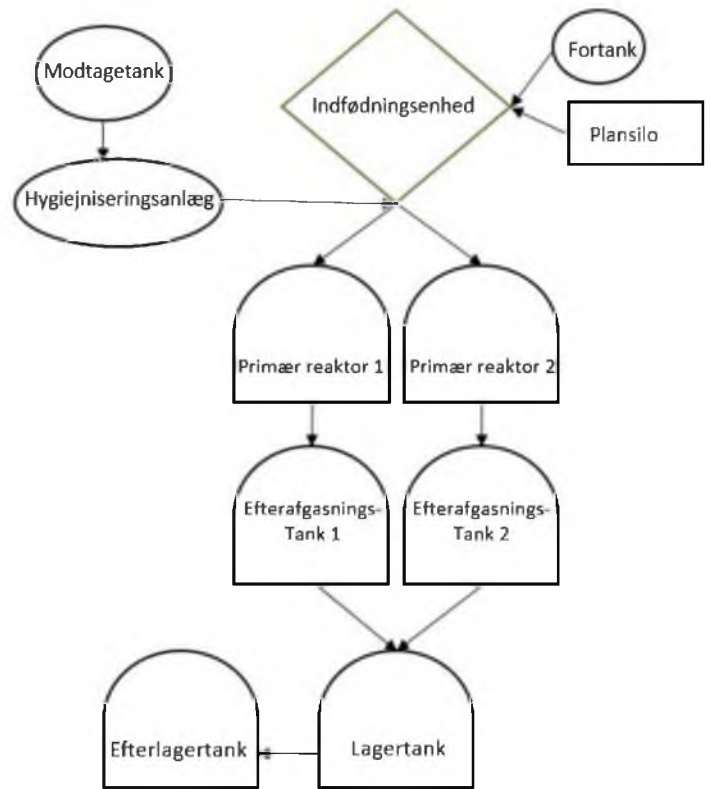 Modtagetank
Fortank
Indfødningsenhed
Plansilo
Hygiejniseringsanlæg
Primær reaktor 1
Primær reaktor 2
Efterafgasnings-
Tank 1
Efterafgasnings-
Tank 2
Efterlagertank
Lagertank